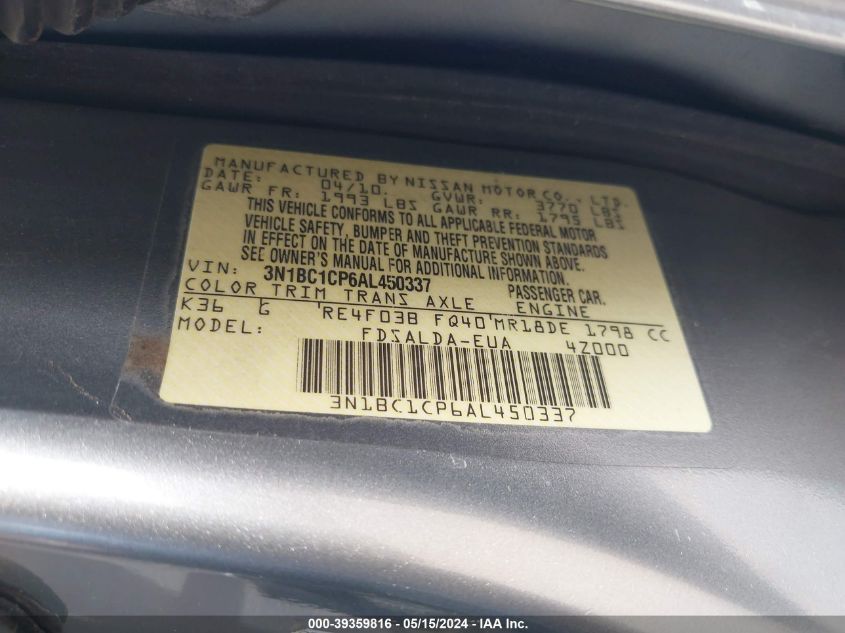 MANUFACTURED BY NISSAN MOTOR CO., LTD.
DATE: 04/10. GVWR: 3770 LBS
GAWR FR: 1993 LBS GAWR RR: 1795 LBS
THIS VEHICLE CONFORMS TO ALL APPLICABLE FEDERAL MOTOR
VEHICLE SAFETY, BUMPER AND THEFT PREVENTION STANDARDS
IN EFFECT ON THE DATE OF MANUFACTURE SHOWN ABOVE.
SEE OWNER'S MANUAL FOR ADDITIONAL INFORMATION.
VIN: 3N1BC1CP6AL450337 PASSENGER CAR.
COLOR TRIM TRANS AXLE ENGINE
K36 G RE4F03B FQ40 MR18DE 1798 CC
MODEL: FDSALDA-EUA 4Z000
3N1BC1CP6AL450337
000-39359816 - 05/15/2024 - IAA Inc.